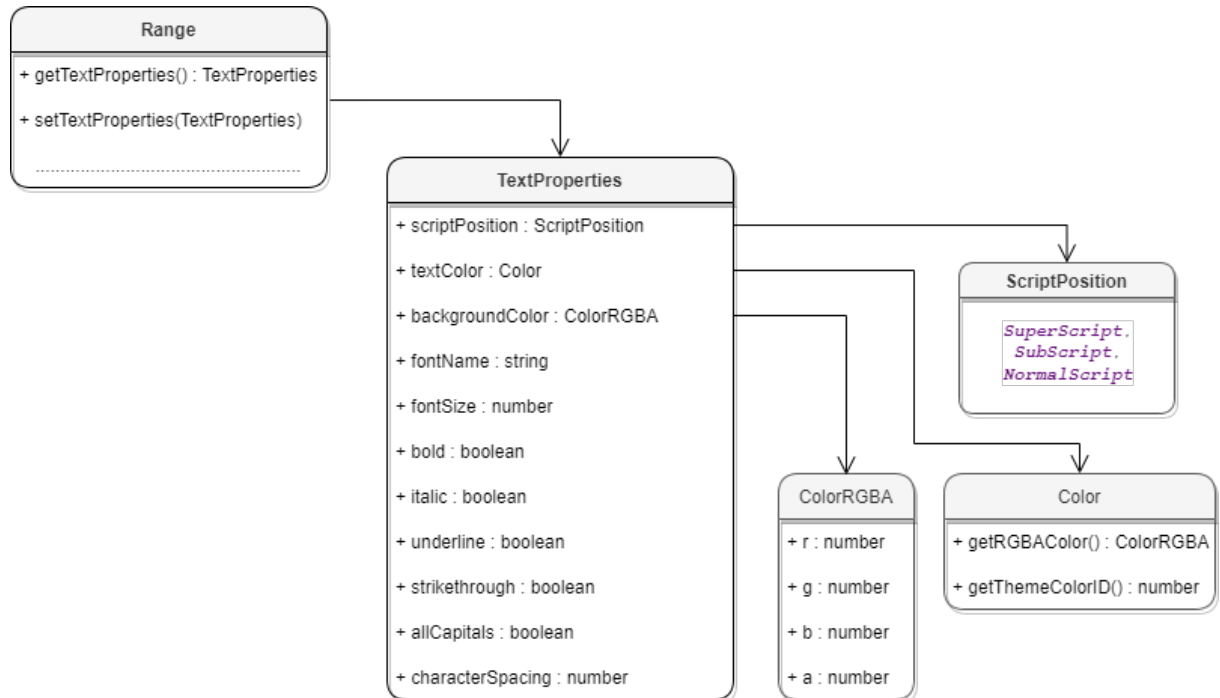 Range
+ getTextProperties() : TextProperties
+ setTextProperties(TextProperties)
TextProperties
+ scriptPosition : ScriptPosition
+ textColor : Color
+ backgroundColor : ColorRGBA
+ fontName : string
+ fontSize : number
+ bold : boolean
+ italic : boolean
+ underline : boolean
+ strikethrough : boolean
+ allCapitals : boolean
+ characterSpacing : number
ScriptPosition
SuperScript,
SubScript,
NormalScript
ColorRGBA
+ r : number
+ g : number
+ b : number
+ a : number
Color
+ getRGBAColor() : ColorRGBA
+ getThemeColorID() : number